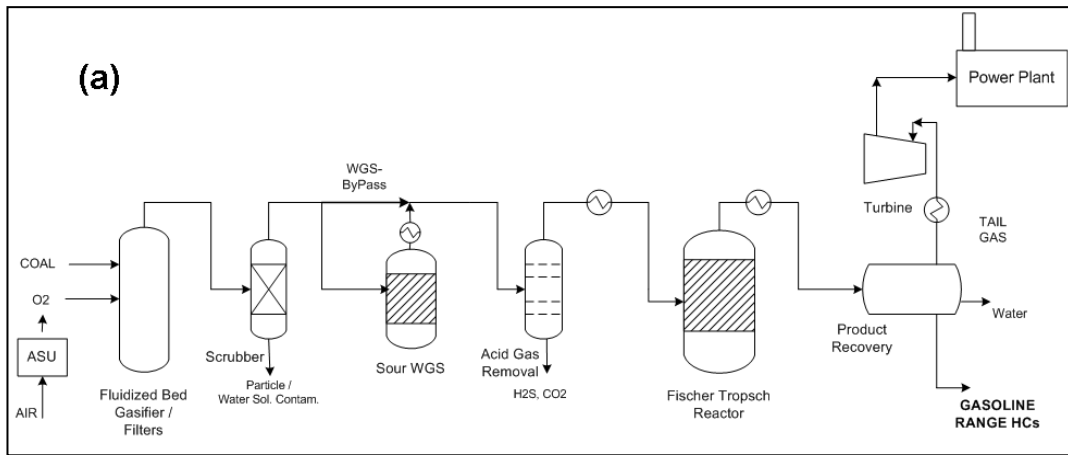 (a)
Power Plant
WGS-
ByPass
Turbine
TAIL
GAS
COAL
O2
ASU
AIR
Fluidized Bed
Gasifier /
Filters
Scrubber
Particle /
Water Sol. Contam.
Sour WGS
Acid Gas
Removal
H2S, CO2
Fischer Tropsch
Reactor
Product
Recovery
Water
GASOLINE
RANGE HCs